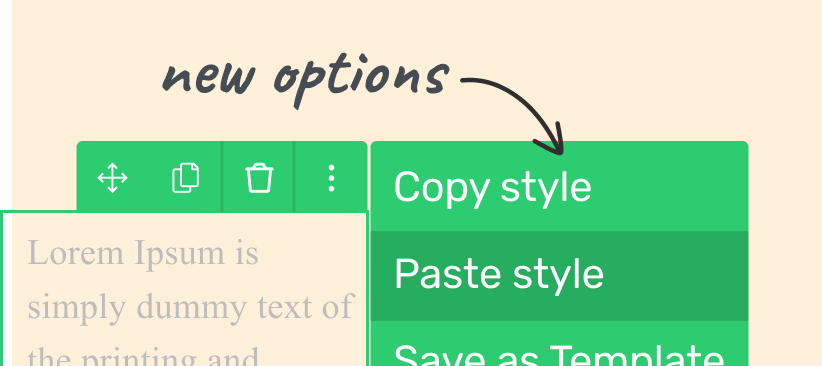 new options
Copy style
Paste style
Save as Template
Lorem Ipsum is
simply dummy text of
the printing and